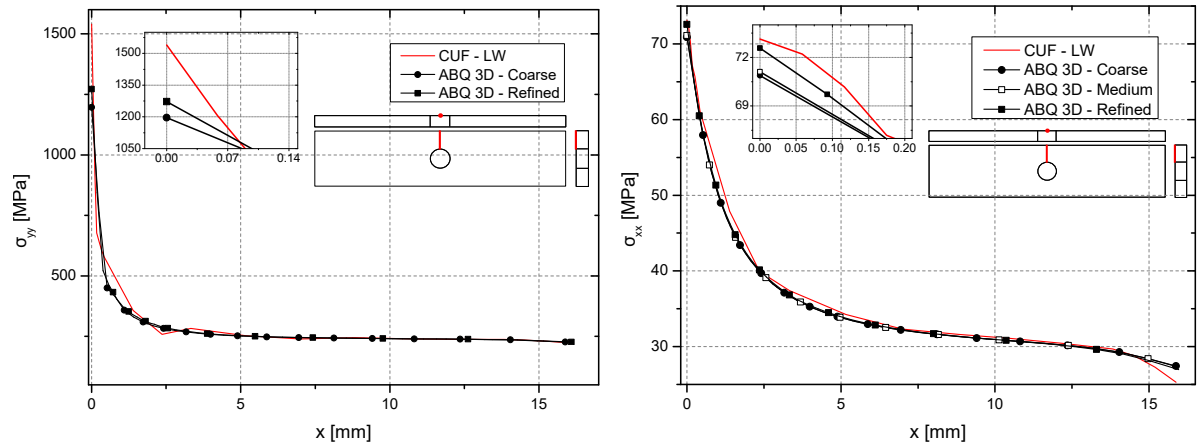 1500
1000
500
σyy [MPa]
0
5
10
15
x [mm]
1500
1350
1200
1050
0.00
0.07
0.14
CUF - LW
ABQ 3D - Coarse
ABQ 3D - Refined
70
60
50
40
30
σxx [MPa]
0
5
10
15
x [mm]
72
69
0.00
0.05
0.10
0.15
0.20
CUF - LW
ABQ 3D - Coarse
ABQ 3D - Medium
ABQ 3D - Refined